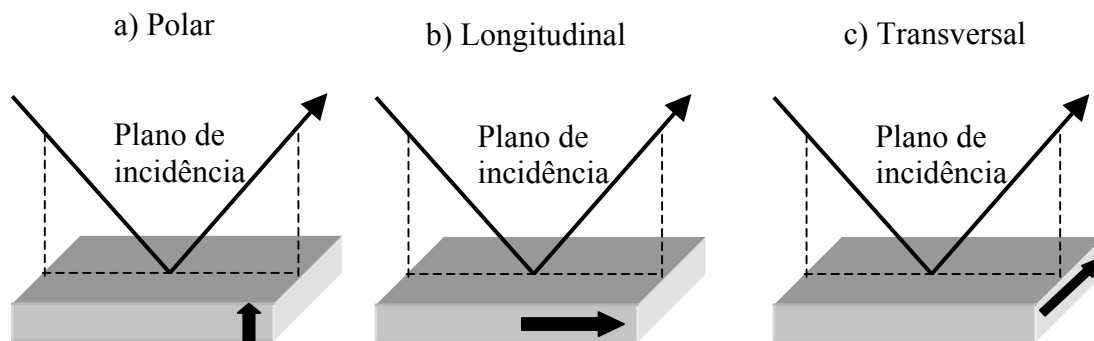 a) Polar
b) Longitudinal
c) Transversal
Plano de
incidência
Plano de
incidência
Plano de
incidência